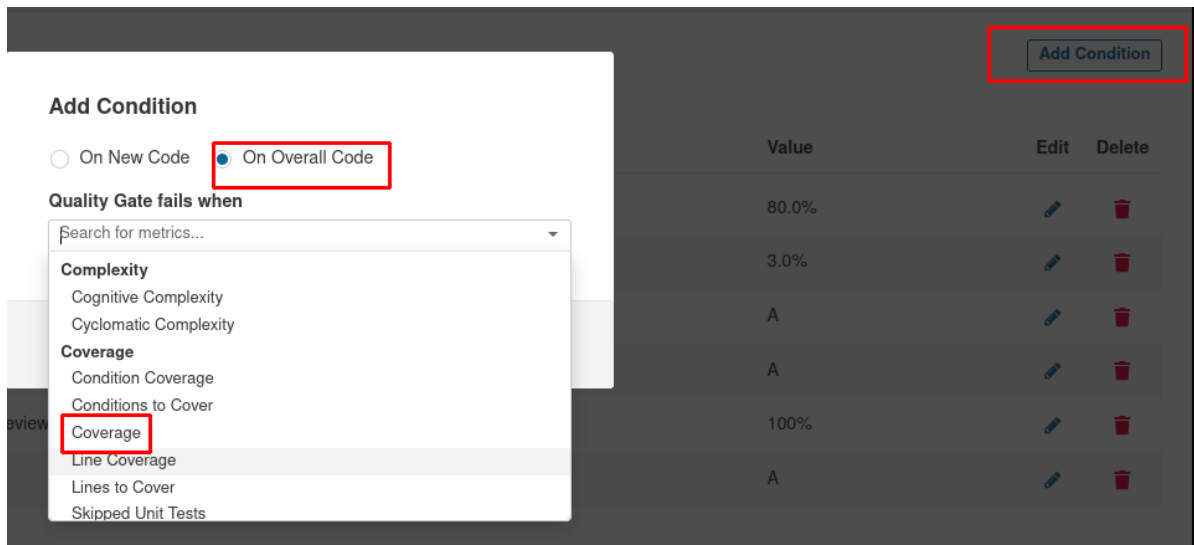 Add Condition
Add Condition
On New Code On Overall Code
Quality Gate fails when
Search for metrics...
Complexity
Cognitive Complexity
Cyclomatic Complexity
Coverage
Condition Coverage
Conditions to Cover
Coverage
Line Coverage
Lines to Cover
Skipped Unit Tests
Value Edit Delete
80.0%
3.0%
A
A
eview 100%
A